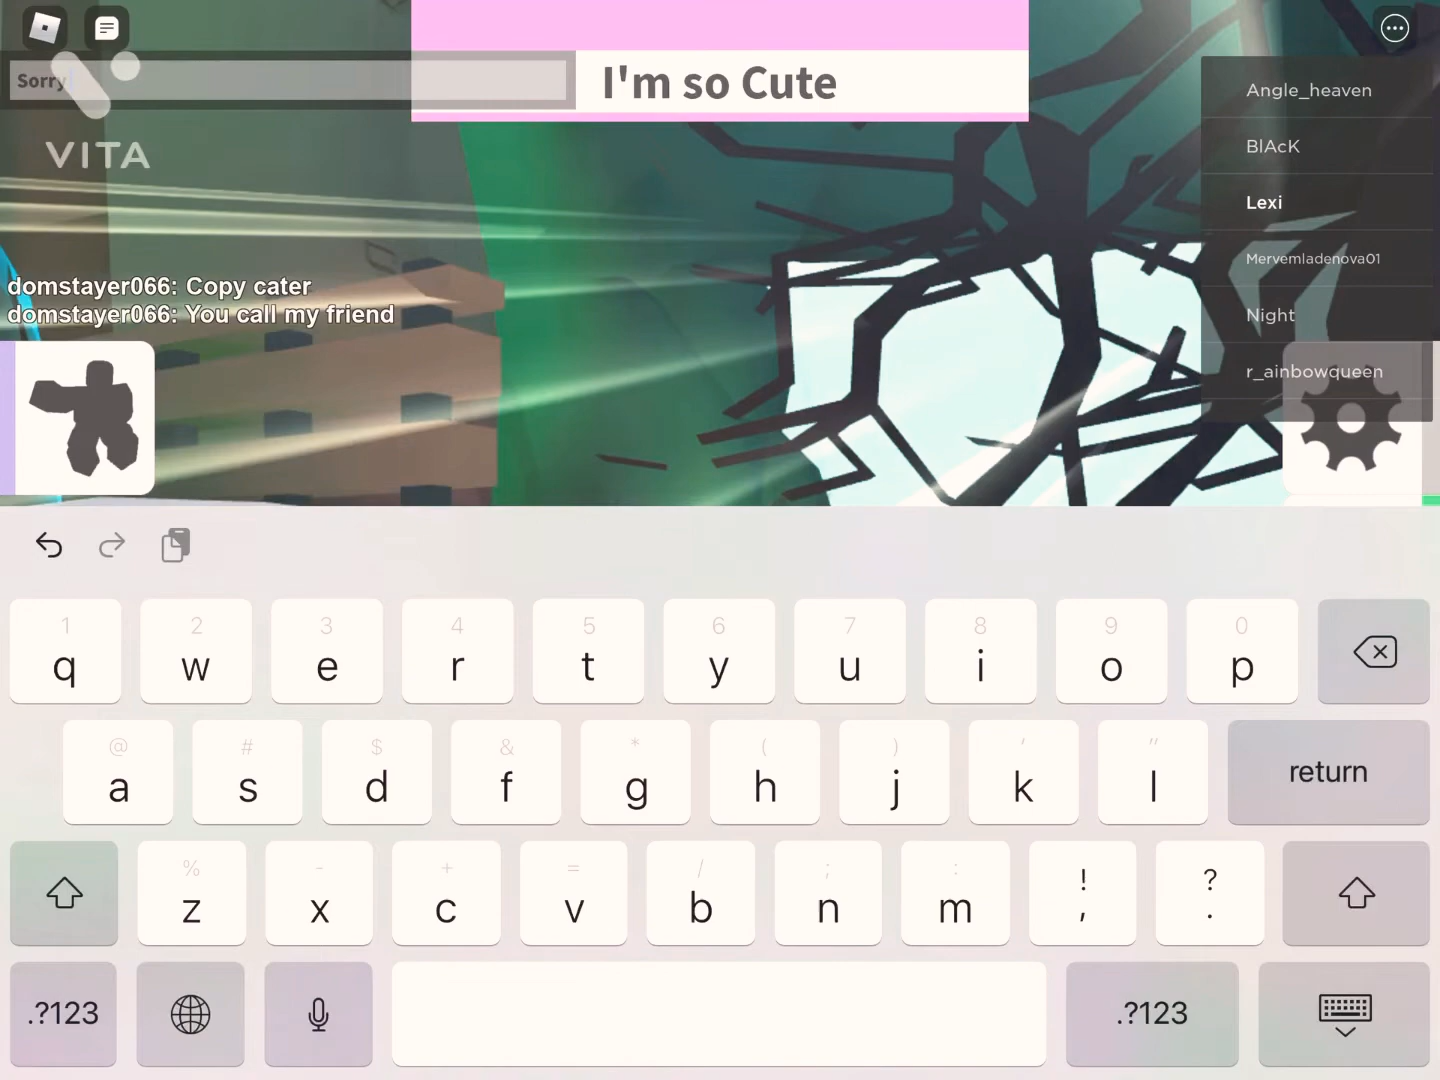 I'm so Cute
Sorry
VITA
Angle_heaven
BlAcK
Lexi
Mervemladenova01
Night
r_ainbowqueen
domstayer066: Copy cater
domstayer066: You call my friend
1 2 3 4 5 6 7 8 9 0
q w e r t y u i o p
@ # $ & * ( ) ' "
a s d f g h j k l return
% - + = / ; : ! ?
z x c v b n m , .
.?123 .?123